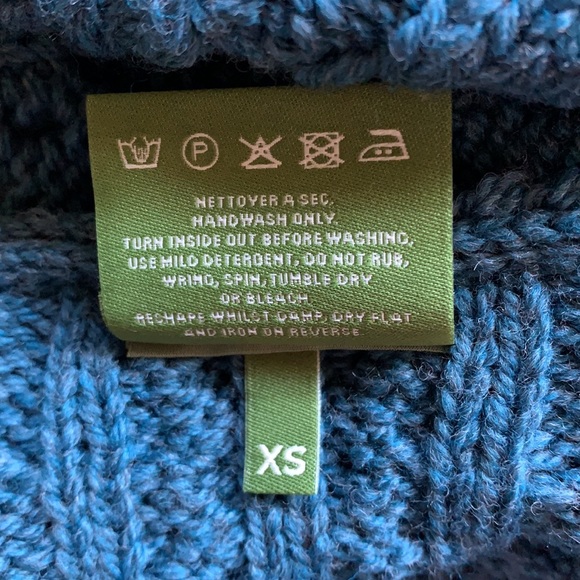 P
NETTOYER A SEC.
HANDWASH ONLY.
TURN INSIDE OUT BEFORE WASHING,
USE MILD DETERGENT, DO NOT RUB,
WRING, SPIN, TUMBLE DRY
OR BLEACH.
RESHAPE WHILST DAMP, DRY FLAT
AND IRON ON REVERSE
XS